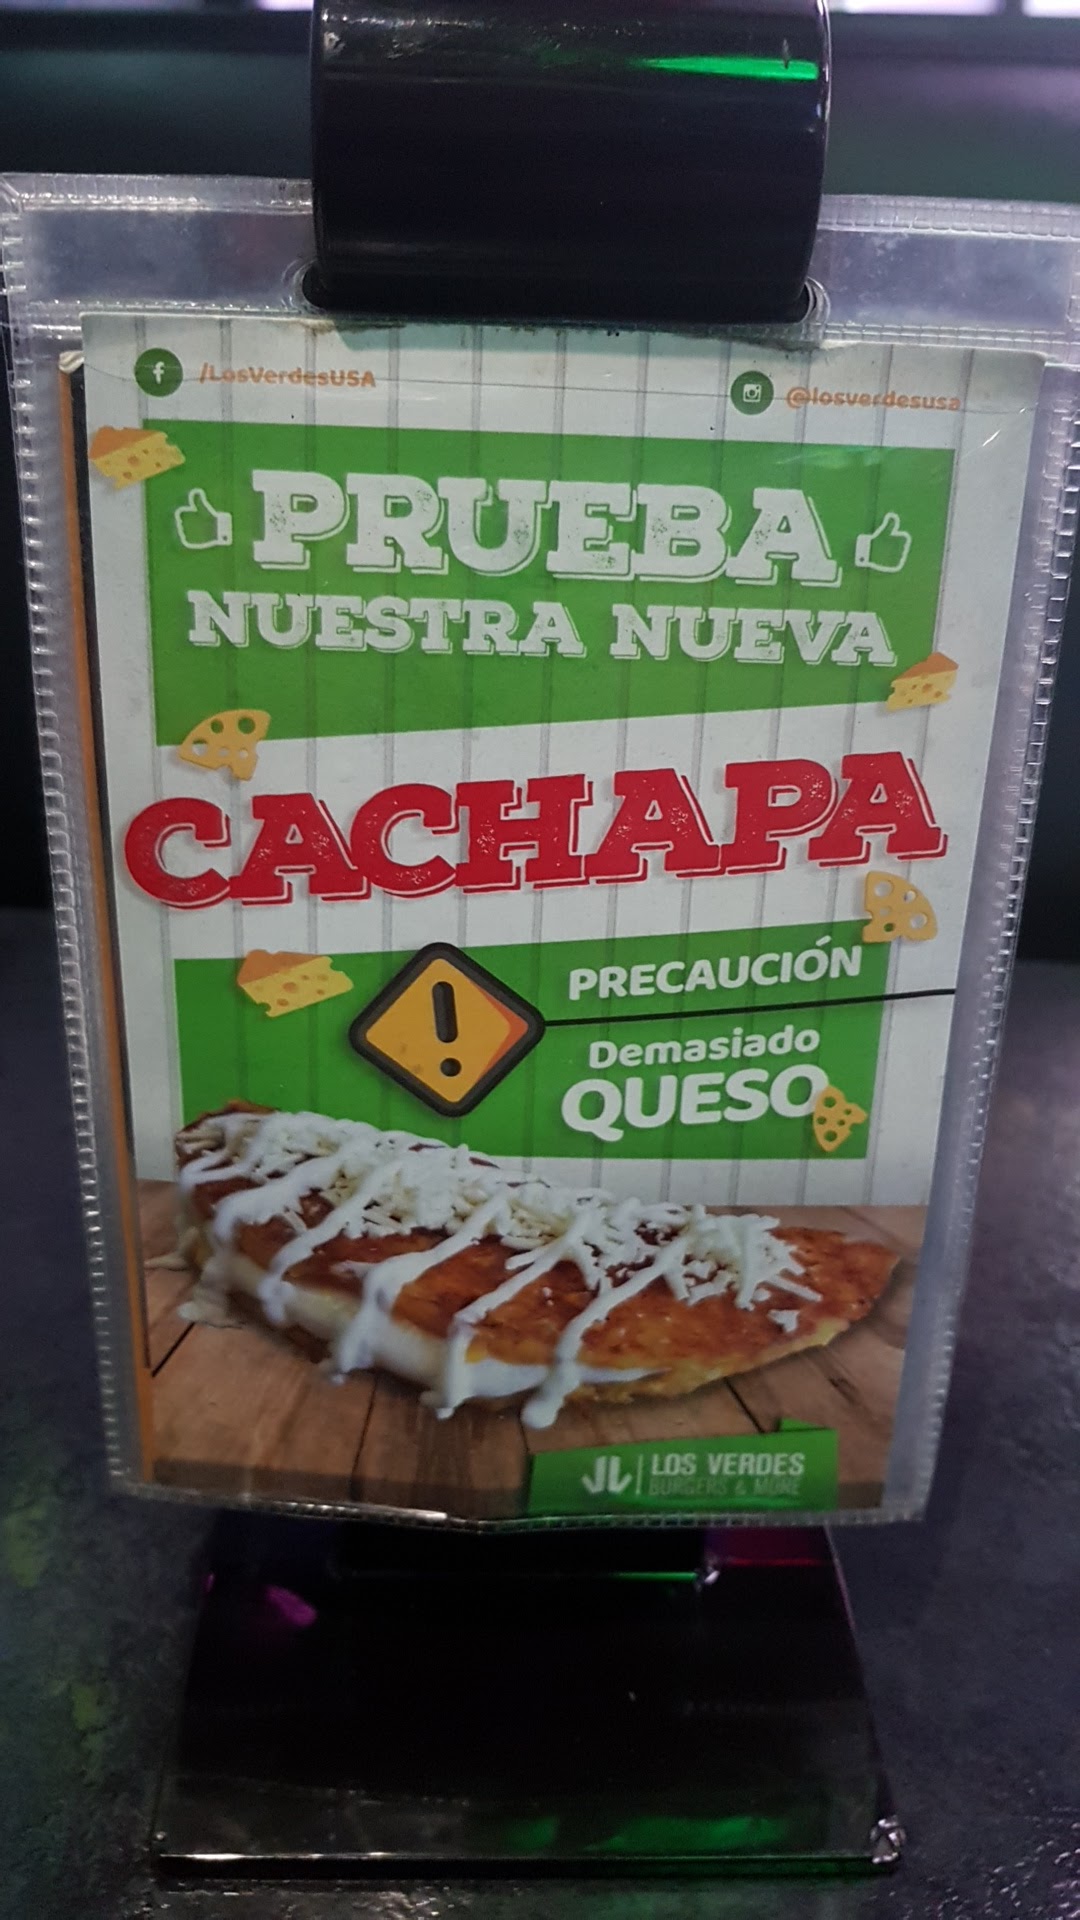 /LosVerdesUSA
@losverdesusa
PRUEBA
NUESTRA NUEVA
CACHAPA
PRECAUCIÓN
Demasiado
QUESO
LOS VERDES
BURGERS & MORE